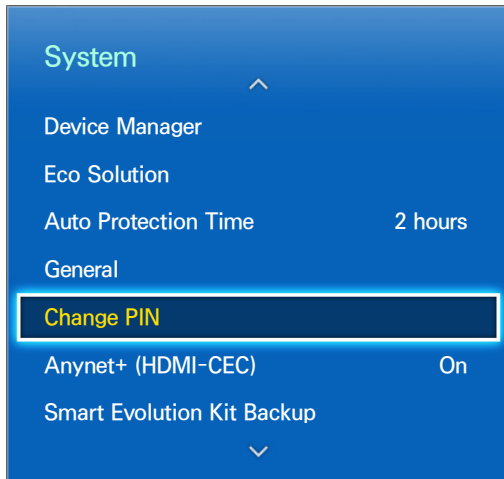 System
Device Manager
Eco Solution
Auto Protection Time 2 hours
General
Change PIN
Anynet+ (HDMI-CEC) On
Smart Evolution Kit Backup